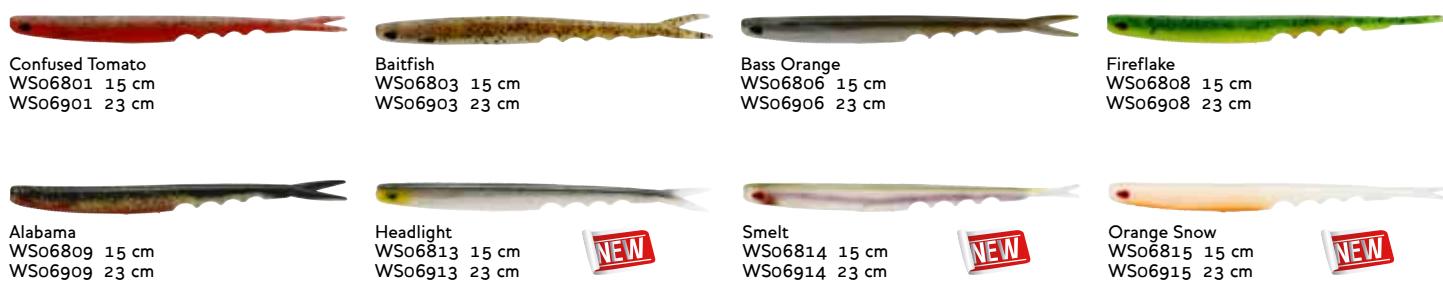 Confused Tomato
WS06801 15 cm
WS06901 23 cm
Baitfish
WS06803 15 cm
WS06903 23 cm
Bass Orange
WS06806 15 cm
WS06906 23 cm
Fireflake
WS06808 15 cm
WS06908 23 cm
Alabama
WS06809 15 cm
WS06909 23 cm
Headlight
WS06813 15 cm
WS06913 23 cm
NEW
Smelt
WS06814 15 cm
WS06914 23 cm
NEW
Orange Snow
WS06815 15 cm
WS06915 23 cm
NEW